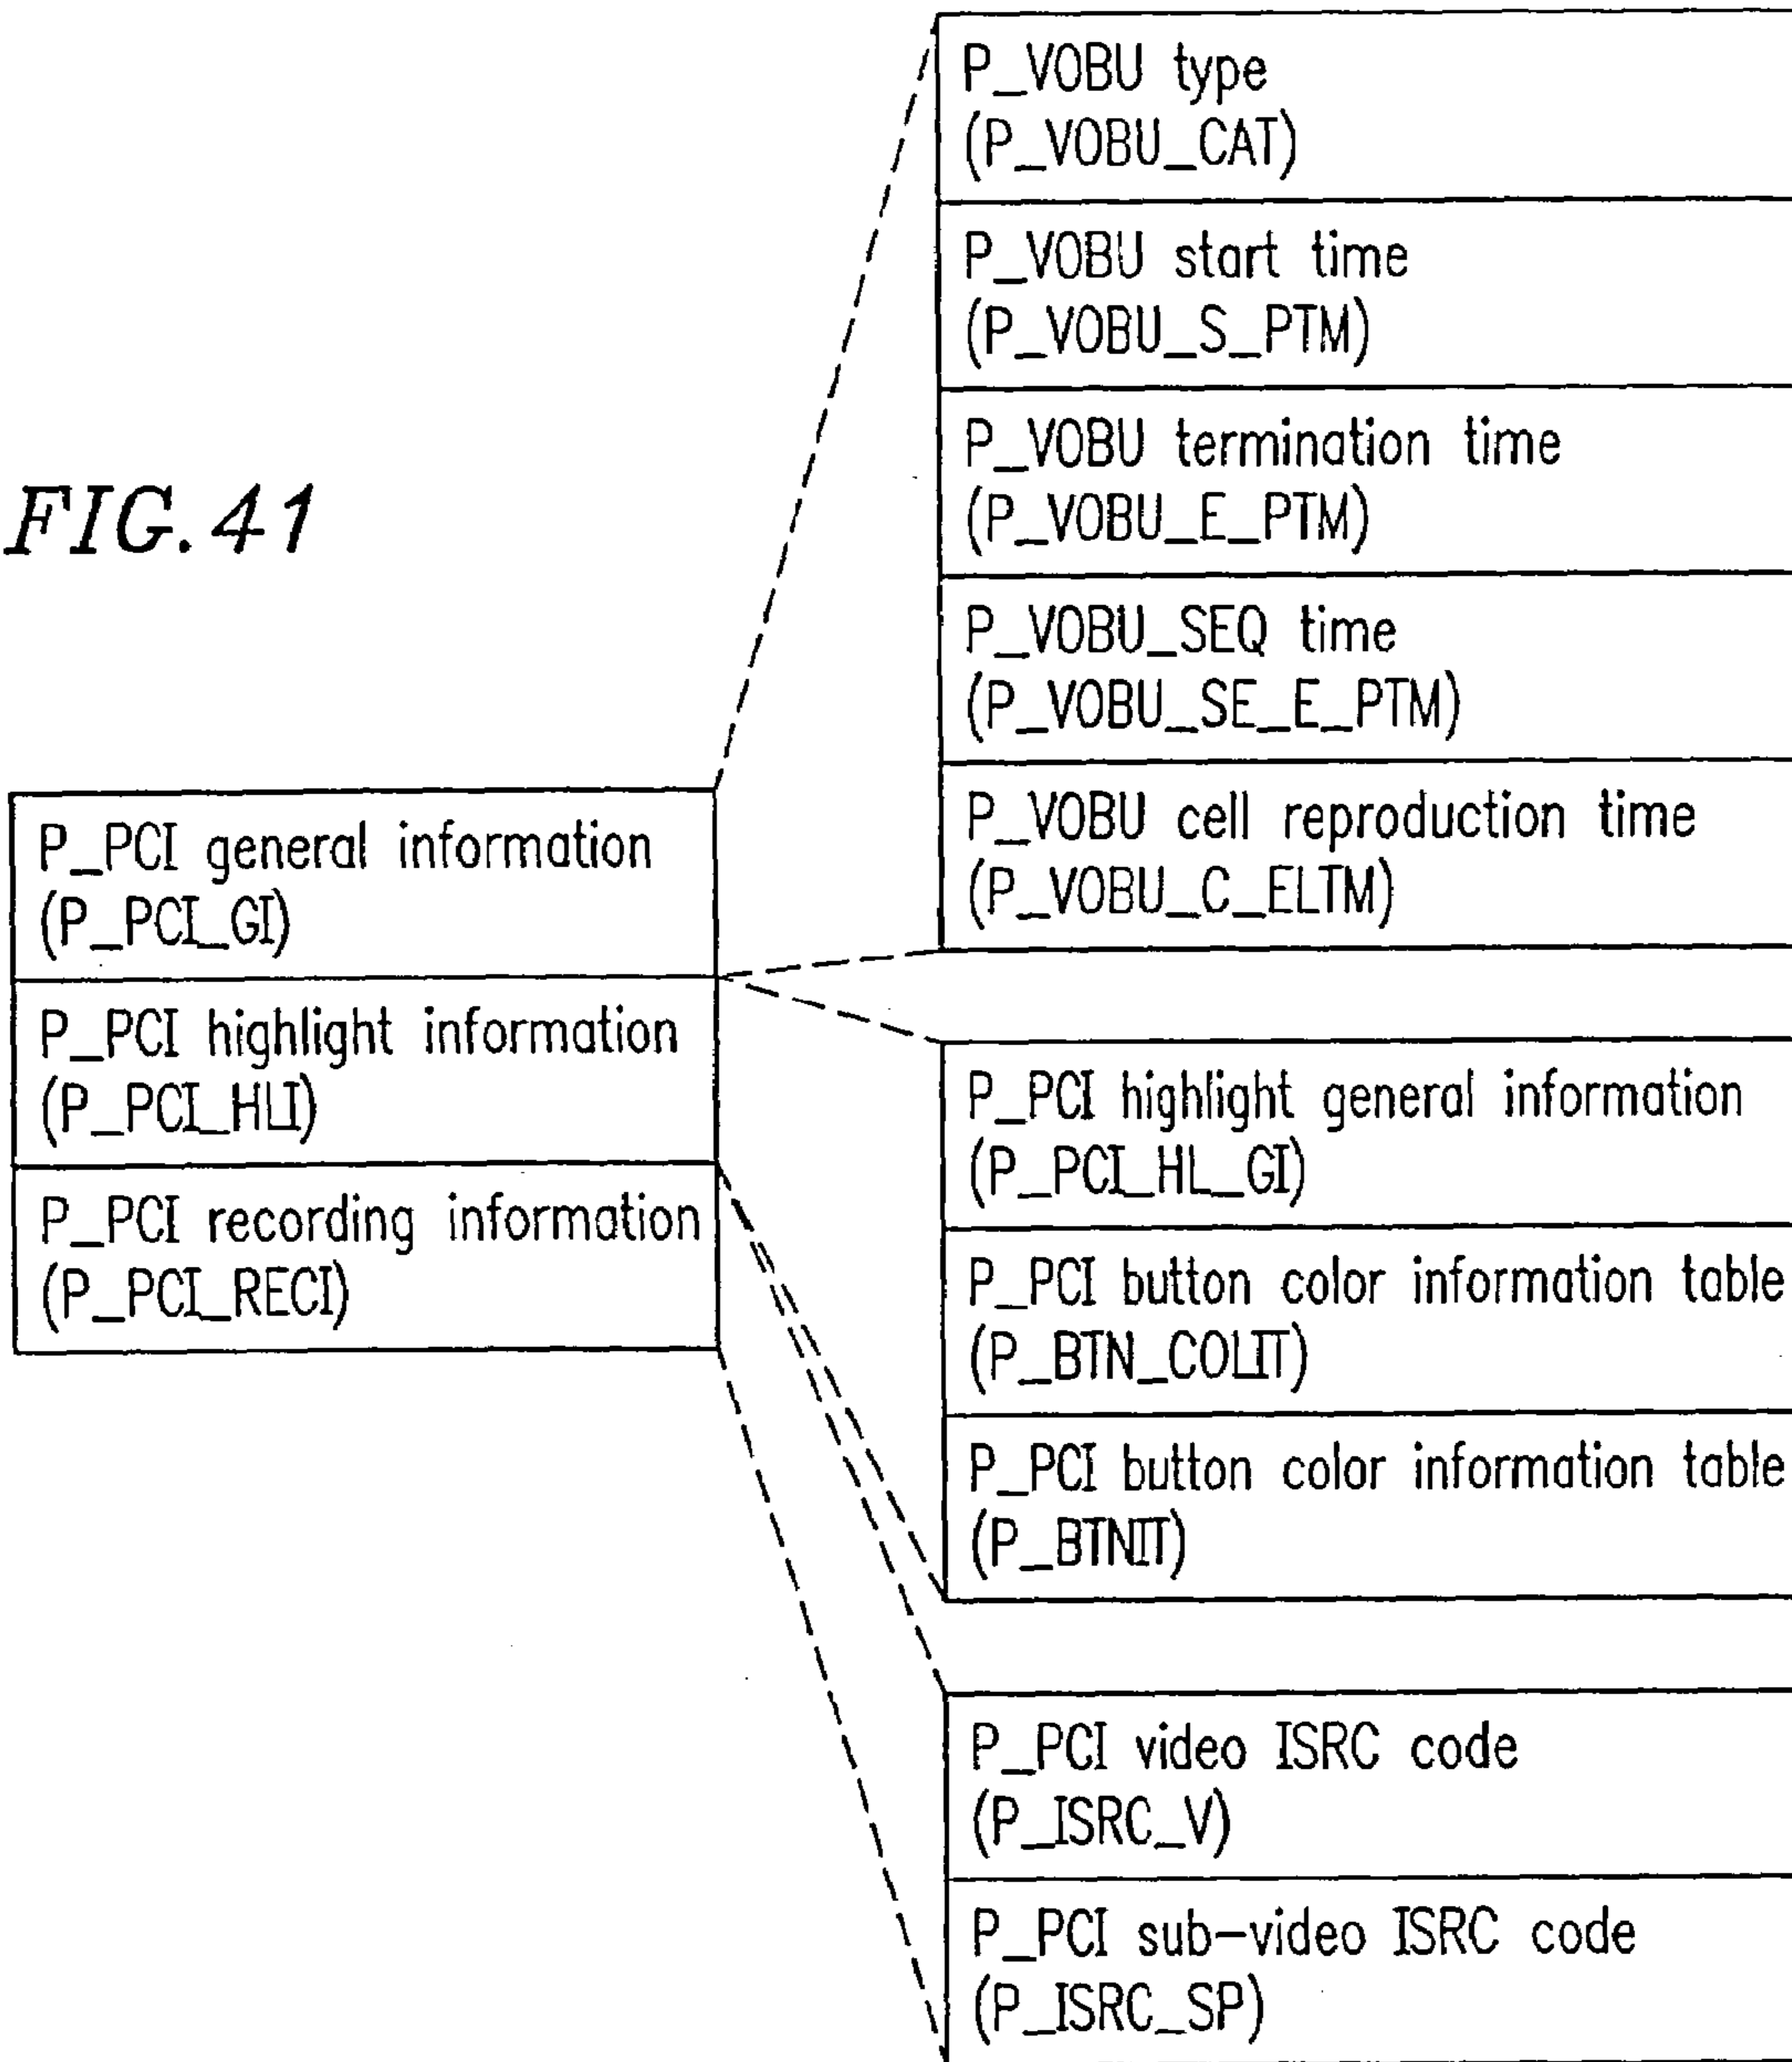 FIG. 41
P_PCI general information
(P_PCI_GI)
P_PCI highlight information
(P_PCI_HLI)
P_PCI recording information
(P_PCI_RECI)
P_VOBU type
(P_VOBU_CAT)
P_VOBU start time
(P_VOBU_S_PTM)
P_VOBU termination time
(P_VOBU_E_PTM)
P_VOBU_SEQ time
(P_VOBU_SE_E_PTM)
P_VOBU cell reproduction time
(P_VOBU_C_ELTM)
P_PCI highlight general information
(P_PCI_HL_GI)
P_PCI button color information table
(P_BTN_COLIT)
P_PCI button color information table
(P_BTNIT)
P_PCI video ISRC code
(P_ISRC_V)
P_PCI sub-video ISRC code
(P_ISRC_SP)